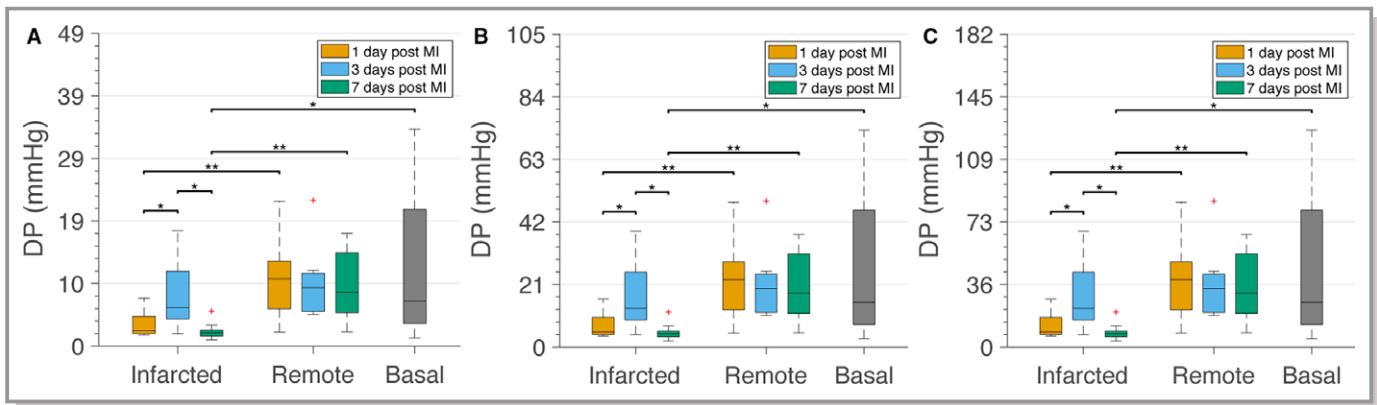 A
DP (mmHg)
49
39
29
19
10
0
1 day post MI
3 days post MI
7 days post MI
*
**
**
*
*
Infarcted Remote Basal
B
DP (mmHg)
105
84
63
42
21
0
1 day post MI
3 days post MI
7 days post MI
*
**
**
*
*
Infarcted Remote Basal
C
DP (mmHg)
182
145
109
73
36
0
1 day post MI
3 days post MI
7 days post MI
*
**
**
*
*
Infarcted Remote Basal